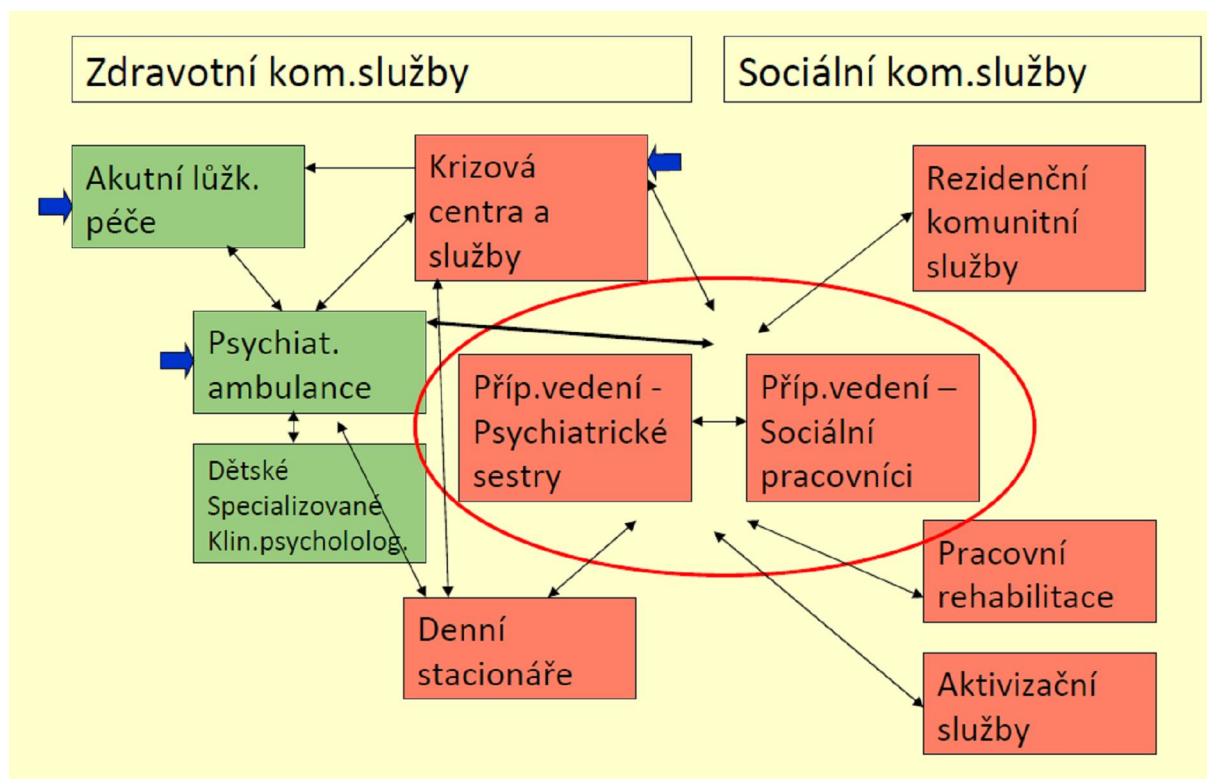 Zdravotní kom.služby
Sociální kom.služby
Akutní lůžk.
péče
Krizová
centra a
služby
Rezidenční
komunitní
služby
Psychiat.
ambulance
Příp.vedení -
Psychiatrické
sestry
Příp.vedení –
Sociální
pracovníci
Dětské
Specializované
Klin.psychololog.
Pracovní
rehabilitace
Denní
stacionáře
Aktivizační
služby